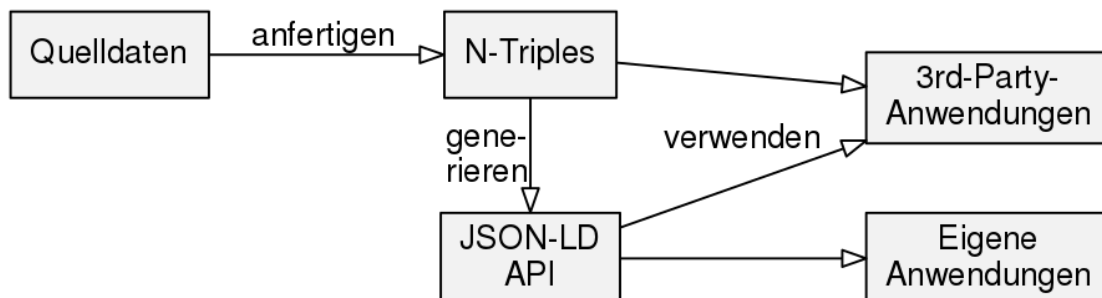 Quelldaten
anfertigen
N-Triples
3rd-Party-
Anwendungen
gene-
rieren
verwenden
JSON-LD
API
Eigene
Anwendungen